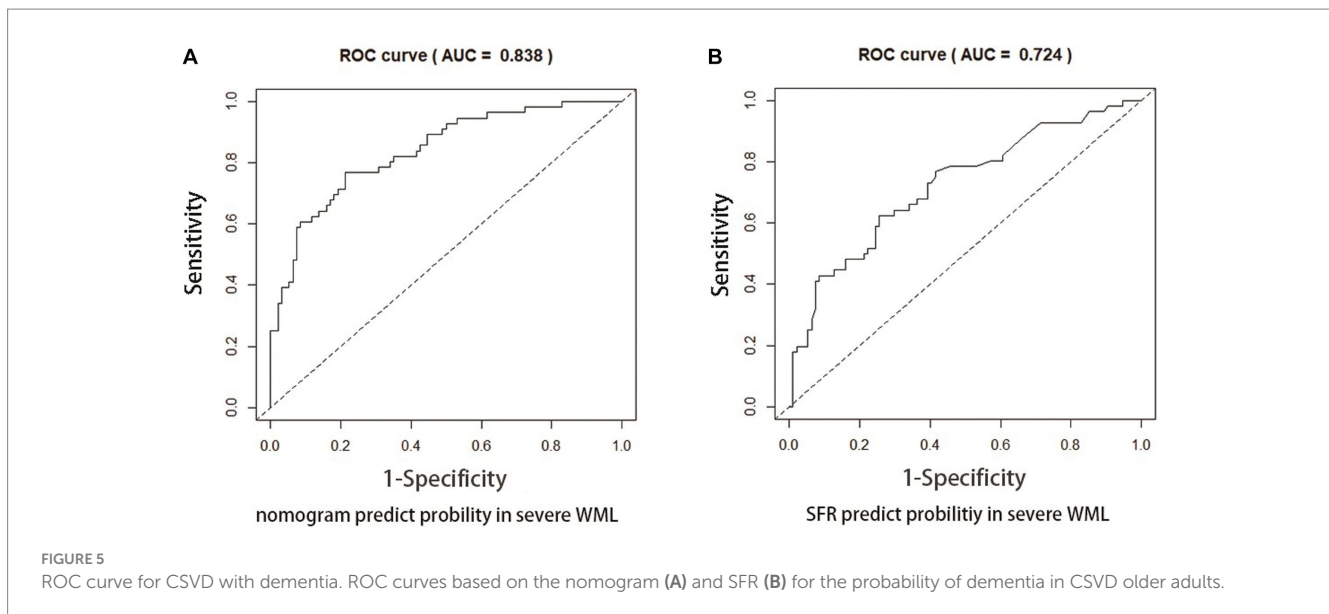 A
ROC curve ( AUC = 0.838 )
Sensitivity
1.0
0.8
0.6
0.4
0.2
0.0
0.0 0.2 0.4 0.6 0.8 1.0
1-Specificity
nomogram predict probility in severe WML
B
ROC curve ( AUC = 0.724 )
Sensitivity
1.0
0.8
0.6
0.4
0.2
0.0
0.0 0.2 0.4 0.6 0.8 1.0
1-Specificity
SFR predict probilitiy in severe WML
FIGURE 5
ROC curve for CSVD with dementia. ROC curves based on the nomogram (A) and SFR (B) for the probability of dementia in CSVD older adults.